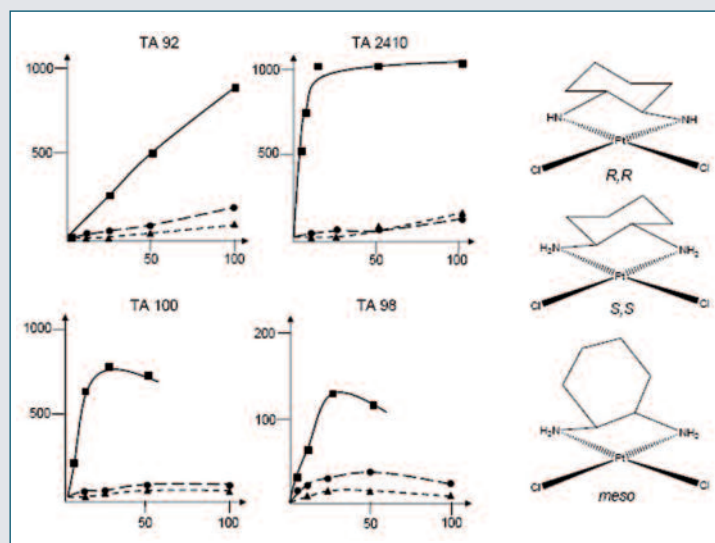 TA 92
1000
500
50
100
TA 2410
1000
500
50
100
TA 100
1000
500
50
100
TA 98
200
100
50
100
HN
NH
Pt
Cl
Cl
R,R
H₂N
NH₂
Pt
Cl
Cl
S,S
H₂N
NH₂
Pt
Cl
Cl
meso